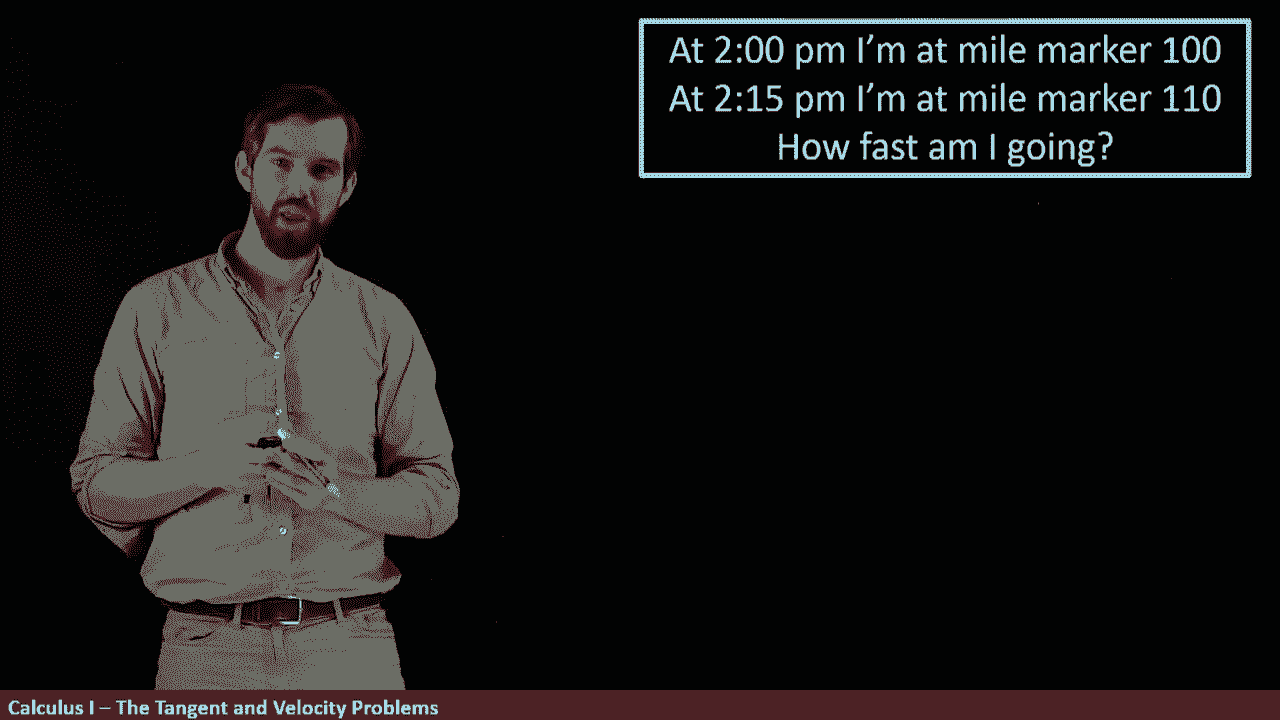 At 2:00 pm I'm at mile marker 100
At 2:15 pm I'm at mile marker 110
How fast am I going?
Calculus I – The Tangent and Velocity Problems